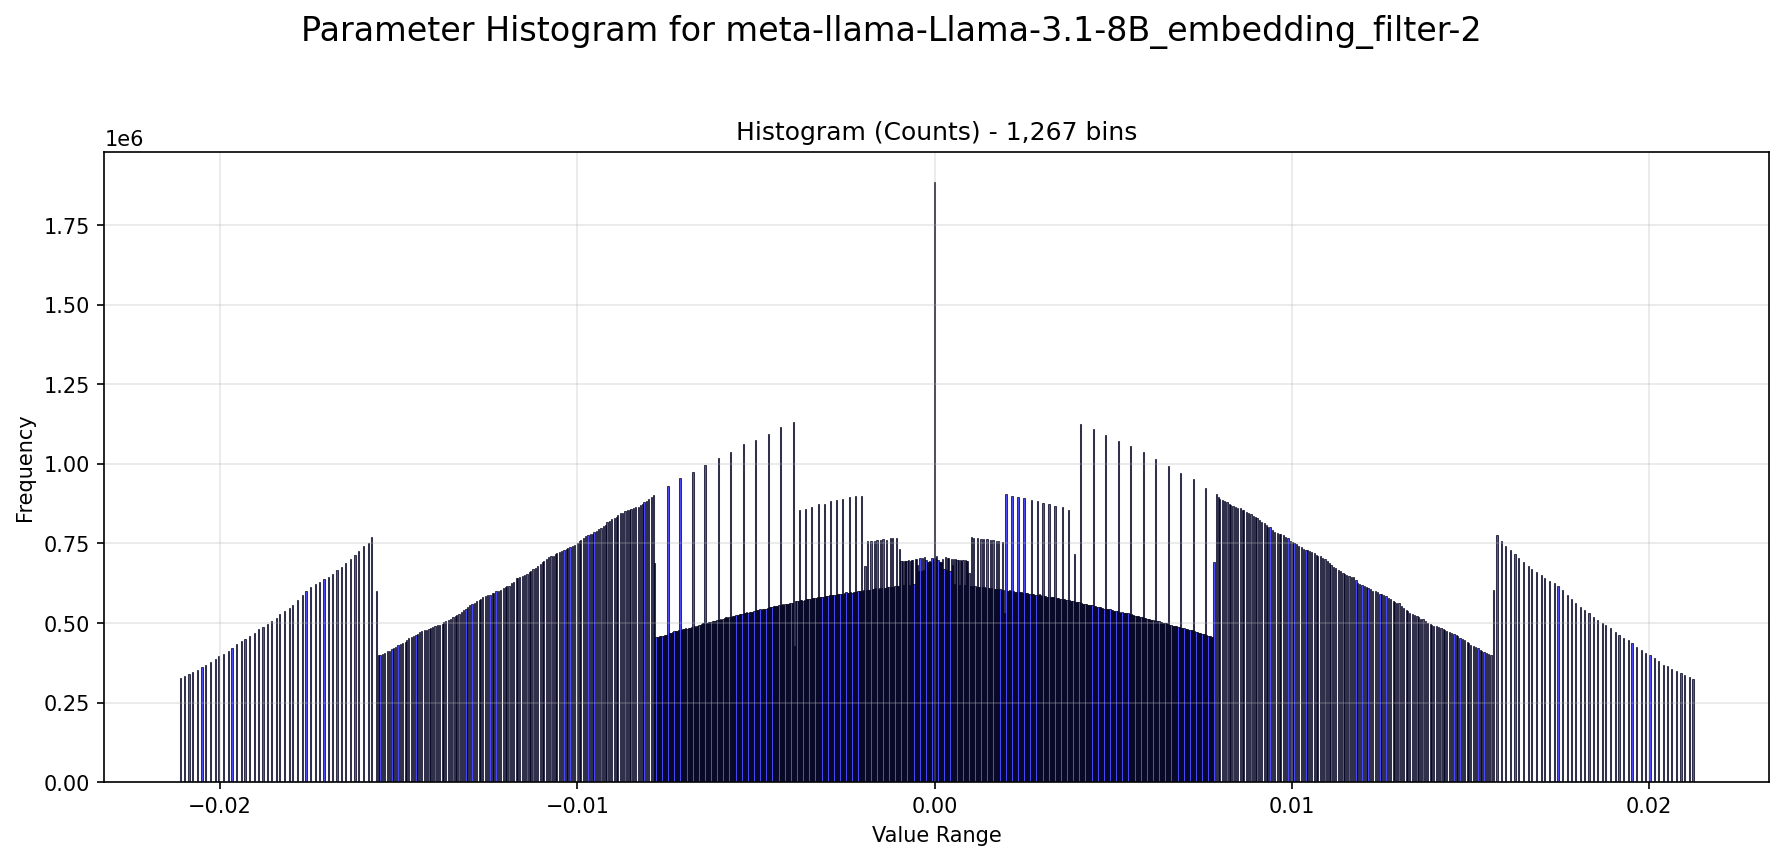 Parameter Histogram for meta-llama-Llama-3.1-8B_embedding_filter-2
Histogram (Counts) - 1,267 bins
1e6
1.75
1.50
1.25
1.00
0.75
0.50
0.25
0.00
Frequency
−0.02
−0.01
0.00
0.01
0.02
Value Range